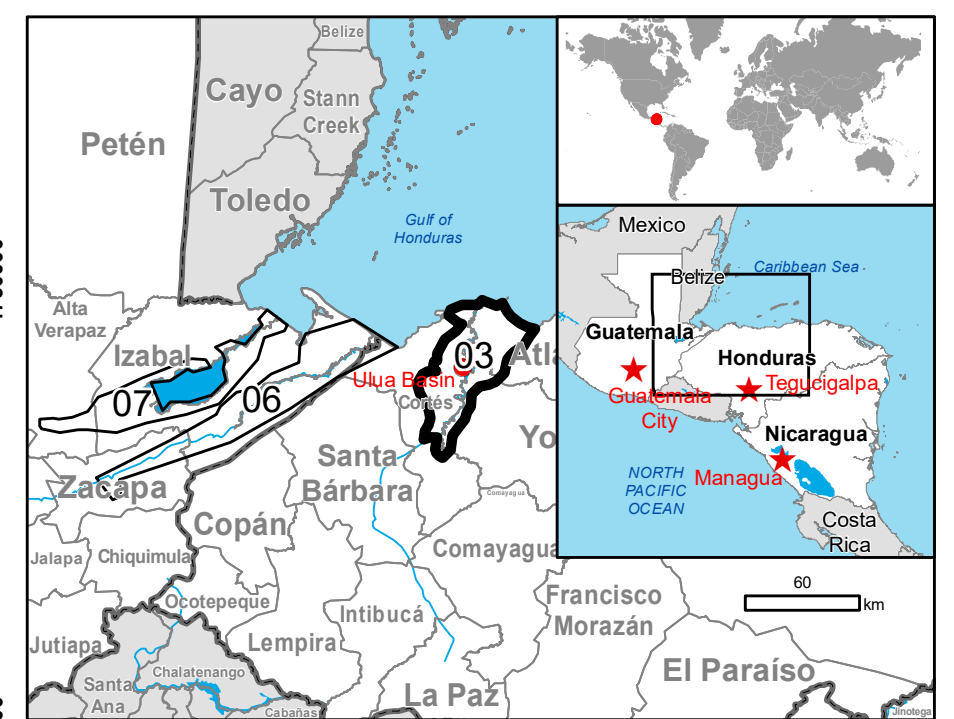 Belize
Cayo
Stann
Creek
Petén
Toledo
Gulf of
Honduras
Alta
Verapaz
Izabal
07
06
03
Atl
Ulua Basin
Cortés
Yo
Santa
Bárbara
Zacapa
Comayagua
Copán
Comayagua
Jalapa
Chiquimula
Ocotepeque
Intibucá
Francisco
Morazán
Jutiapa
Lempira
Chalatenango
El Paraíso
Santa
Ana
Cabañas
La Paz
Jinotega
60
km
Mexico
Belize
Caribbean Sea
Guatemala
Honduras
Tegucigalpa
Guatemala
City
Nicaragua
Managua
NORTH
PACIFIC
OCEAN
Costa
Rica